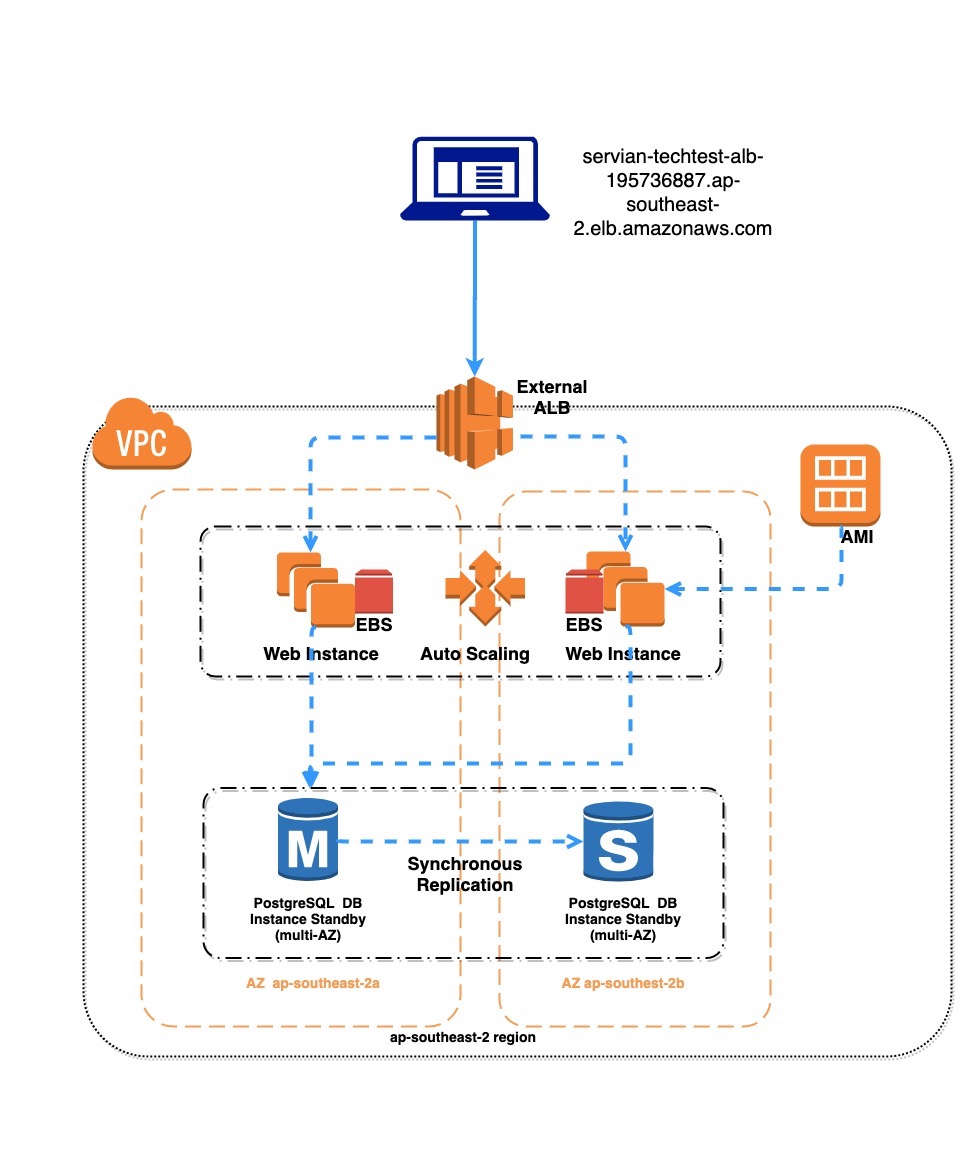 servian-techtest-alb-
195736887.ap-
southeast-
2.elb.amazonaws.com
External
ALB
VPC
AMI
EBS
EBS
Web Instance
Auto Scaling
Web Instance
M
S
Synchronous
Replication
PostgreSQL DB
Instance Standby
(multi-AZ)
PostgreSQL DB
Instance Standby
(multi-AZ)
AZ ap-southeast-2a
AZ ap-southest-2b
ap-southeast-2 region